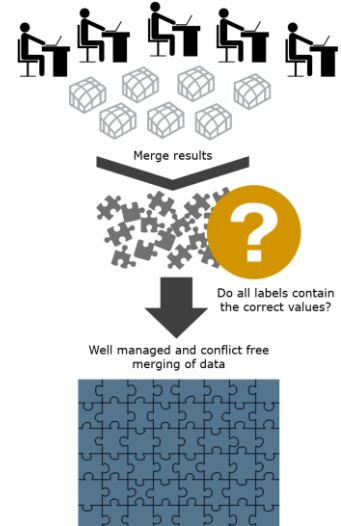 Merge results
?
Do all labels contain
the correct values?
Well managed and conflict free
merging of data